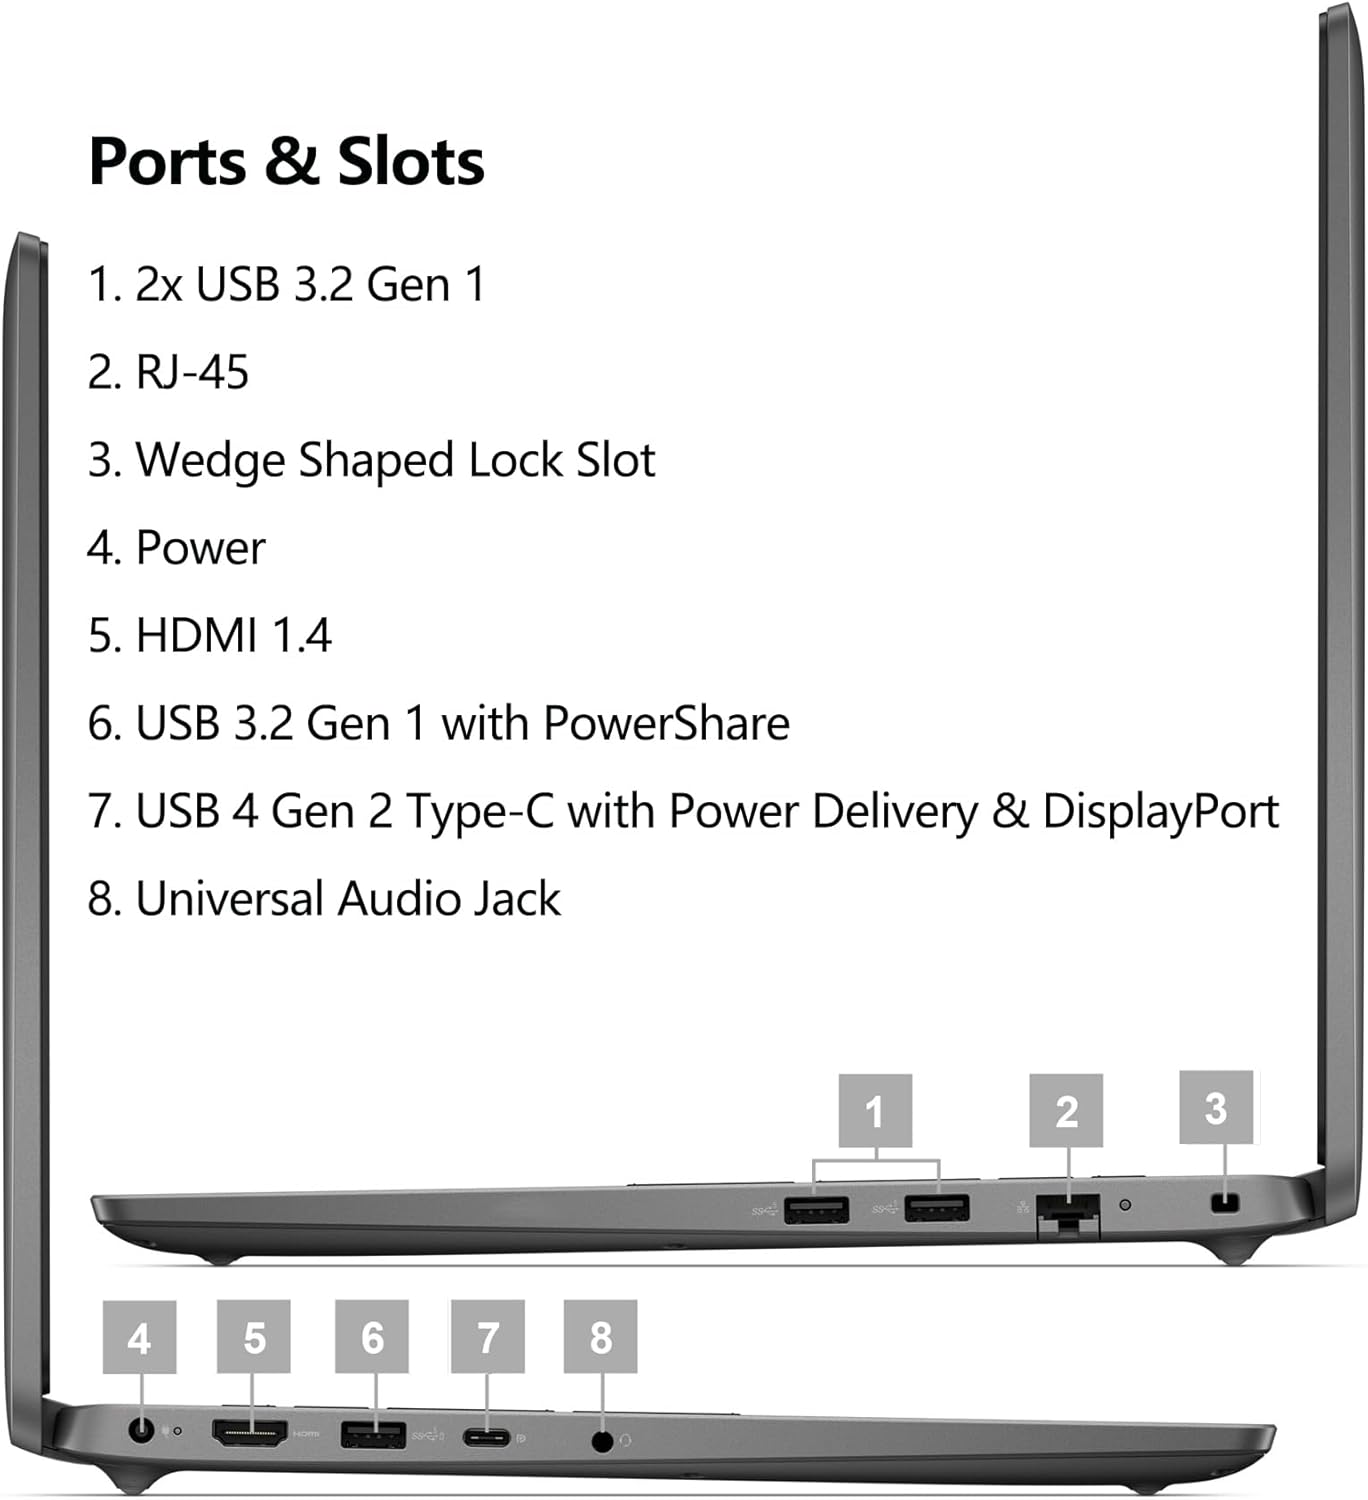 Ports & Slots
1. 2x USB 3.2 Gen 1
2. RJ-45
3. Wedge Shaped Lock Slot
4. Power
5. HDMI 1.4
6. USB 3.2 Gen 1 with PowerShare
7. USB 4 Gen 2 Type-C with Power Delivery & DisplayPort
8. Universal Audio Jack
1 2 3
4 5 6 7 8
HDMI